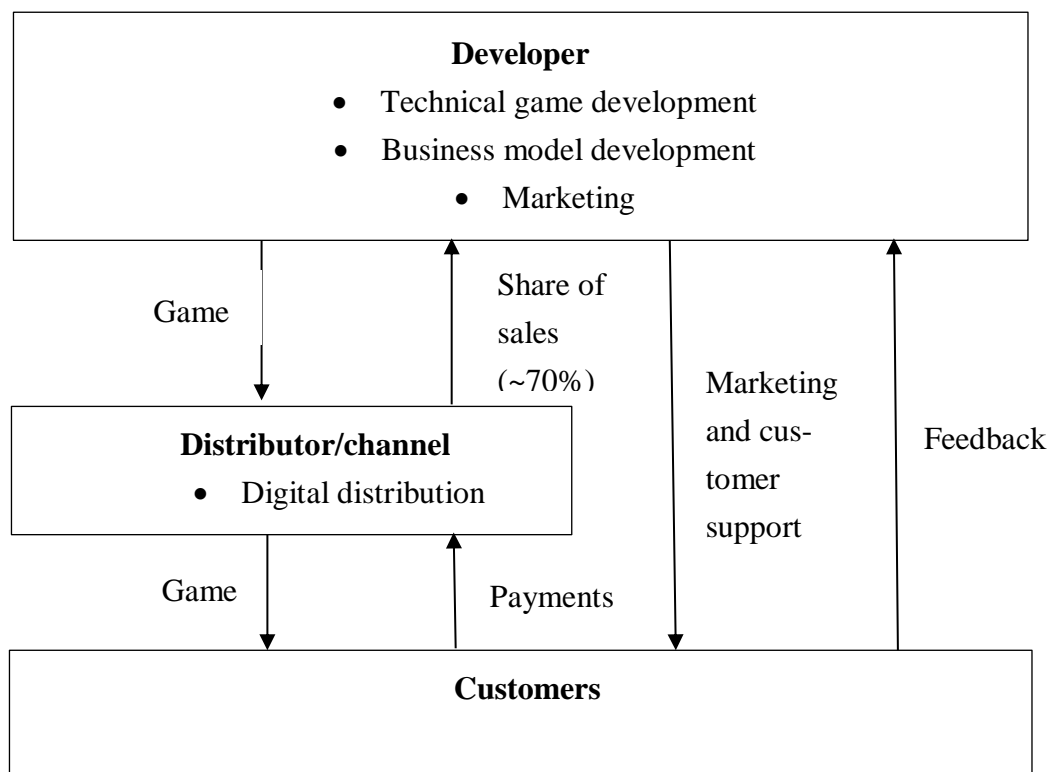 Developer
• Technical game development
• Business model development
• Marketing
Game
Share of
sales
(~70%)
Marketing
and cus-
tomer
support
Feedback
Distributor/channel
• Digital distribution
Game
Payments
Customers